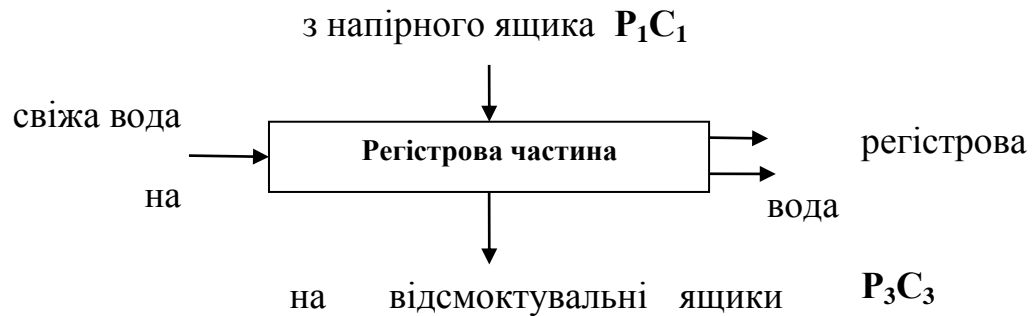 з напірного ящика P₁C₁
свіжа вода
Регістрова частина
регістрова
на
вода
на відсмоктувальні ящики P₃C₃